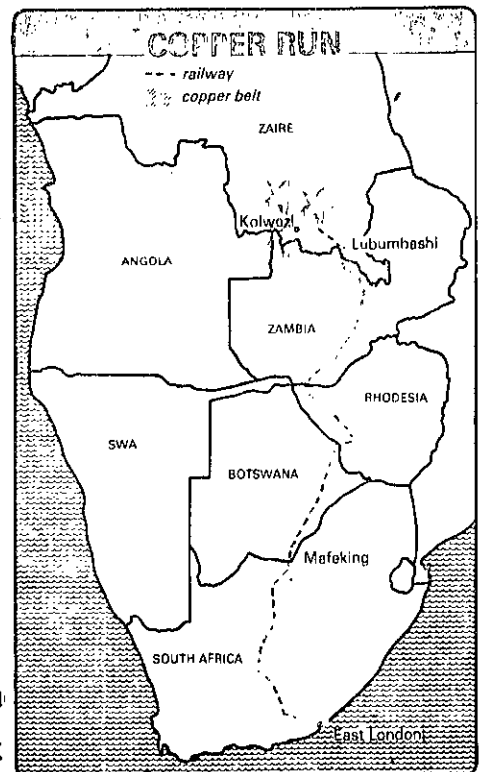 COPPER RUN
railway
copper belt
ZAIRE
Kolwezi
Lubumbashi
ANGOLA
ZAMBIA
RHODESIA
SWA
BOTSWANA
Mafeking
SOUTH AFRICA
East London